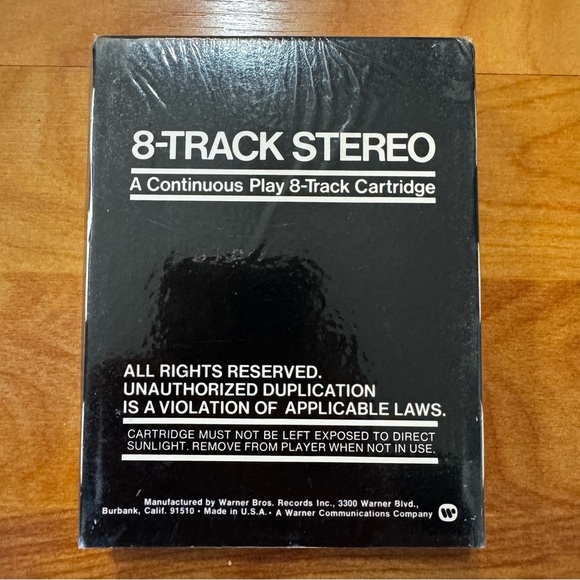 8-TRACK STEREO
A Continuous Play 8-Track Cartridge
ALL RIGHTS RESERVED.
UNAUTHORIZED DUPLICATION
IS A VIOLATION OF APPLICABLE LAWS.
CARTRIDGE MUST NOT BE LEFT EXPOSED TO DIRECT
SUNLIGHT. REMOVE FROM PLAYER WHEN NOT IN USE.
Manufactured by Warner Bros. Records Inc., 3300 Warner Blvd.,
Burbank, Calif. 91510 • Made in U.S.A. • A Warner Communications Company